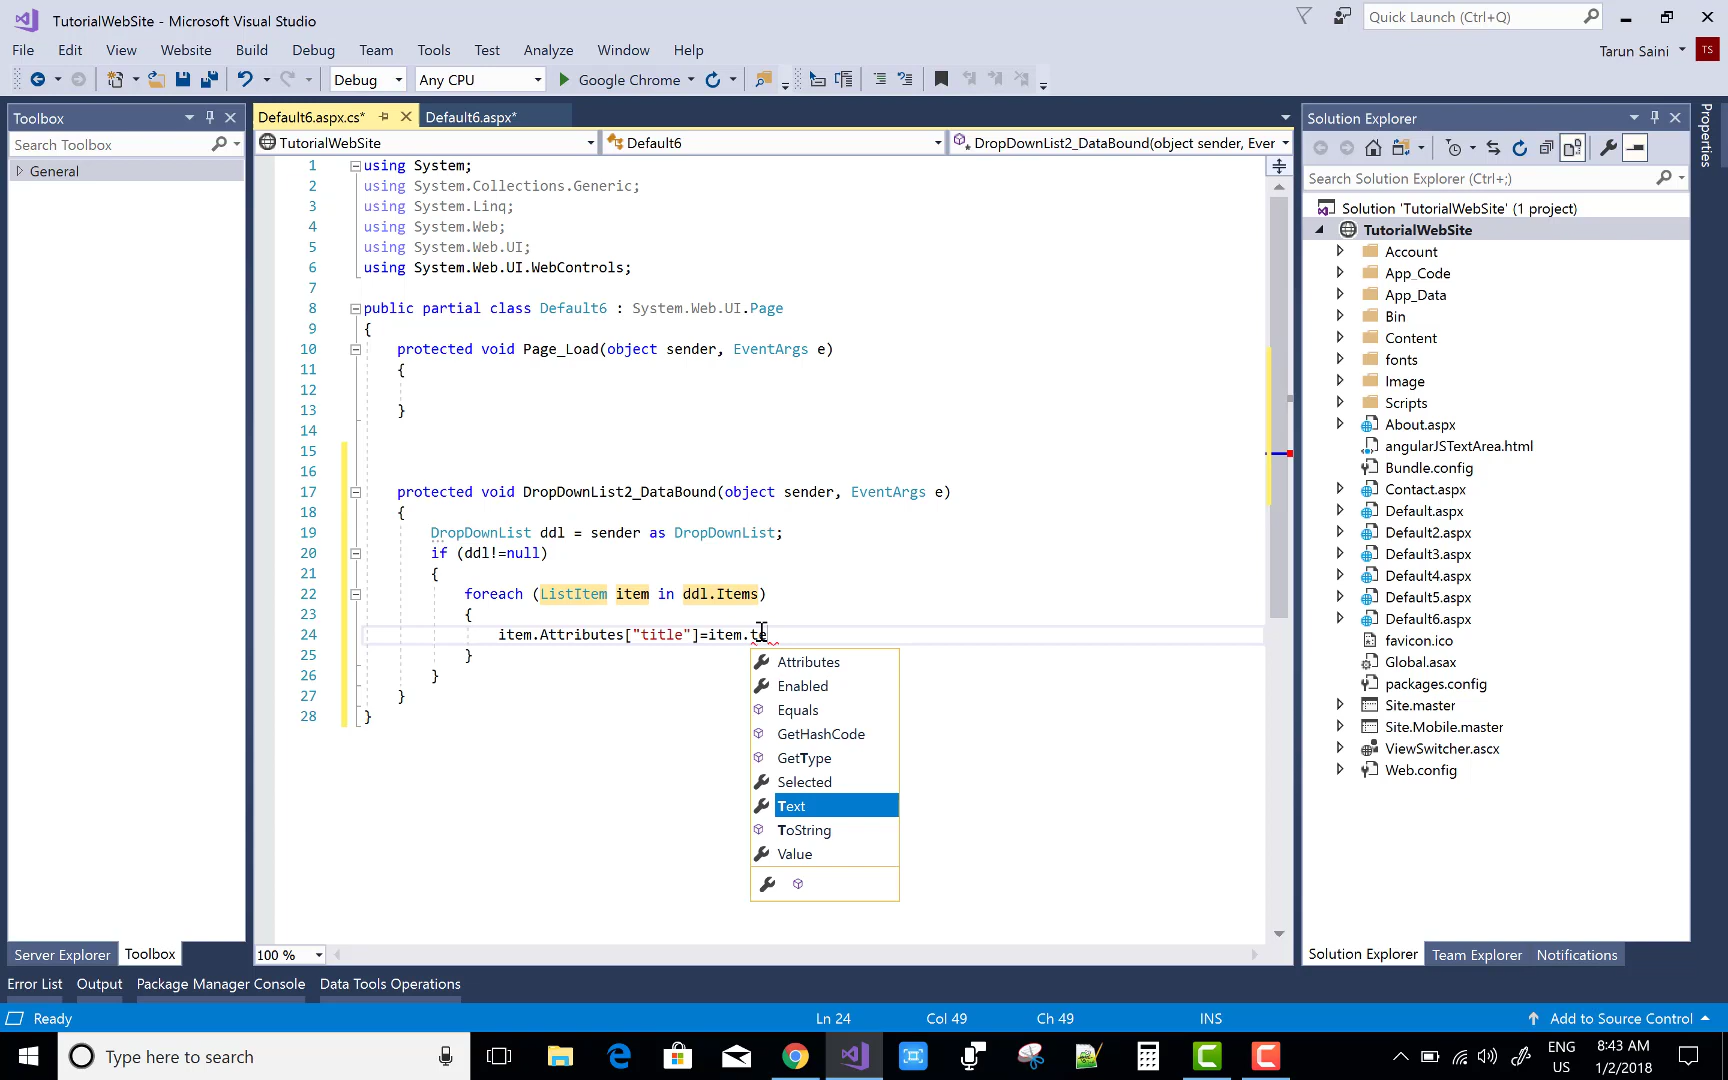 TutorialWebSite - Microsoft Visual Studio
Quick Launch (Ctrl+Q)
File Edit View Website Build Debug Team Tools Test Analyze Window Help
Tarun Saini TS
Debug Any CPU Google Chrome
Toolbox
Search Toolbox
General
Default6.aspx.cs* Default6.aspx*
TutorialWebSite Default6 DropDownList2_DataBound(object sender, Ever
1 using System;
2 using System.Collections.Generic;
3 using System.Linq;
4 using System.Web;
5 using System.Web.UI;
6 using System.Web.UI.WebControls;
7
8 public partial class Default6 : System.Web.UI.Page
9 {
10 protected void Page_Load(object sender, EventArgs e)
11 {
12
13 }
14
15
16
17 protected void DropDownList2_DataBound(object sender, EventArgs e)
18 {
19 DropDownList ddl = sender as DropDownList;
20 if (ddl!=null)
21 {
22 foreach (ListItem item in ddl.Items)
23 {
24 item.Attributes["title"]=item.te
25 }
26 }
27 }
28 }
Attributes
Enabled
Equals
GetHashCode
GetType
Selected
Text
ToString
Value
100 %
Solution Explorer
Search Solution Explorer (Ctrl+;)
Solution 'TutorialWebSite' (1 project)
TutorialWebSite
Account
App_Code
App_Data
Bin
Content
fonts
Image
Scripts
About.aspx
angularJSTextArea.html
Bundle.config
Contact.aspx
Default.aspx
Default2.aspx
Default3.aspx
Default4.aspx
Default5.aspx
Default6.aspx
favicon.ico
Global.asax
packages.config
Site.master
Site.Mobile.master
ViewSwitcher.ascx
Web.config
Properties
Server Explorer Toolbox
Solution Explorer Team Explorer Notifications
Error List Output Package Manager Console Data Tools Operations
Ready Ln 24 Col 49 Ch 49 INS Add to Source Control
Type here to search
ENG
US
8:43 AM
1/2/2018